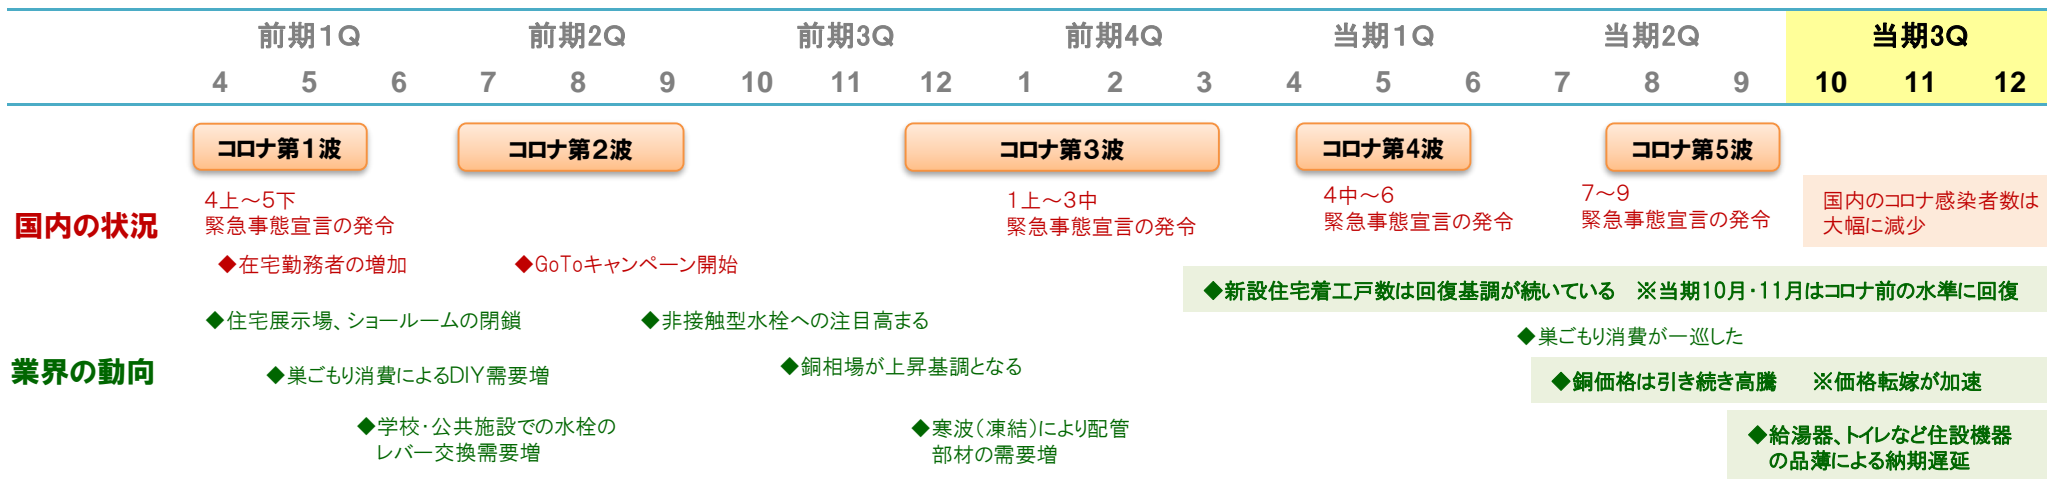 前期1Q 前期2Q 前期3Q 前期4Q 当期1Q 当期2Q 当期3Q
4 5 6 7 8 9 10 11 12 1 2 3 4 5 6 7 8 9 10 11 12
コロナ第1波 コロナ第2波 コロナ第3波 コロナ第4波 コロナ第5波
国内の状況
4上～5下
緊急事態宣言の発令
1上～3中
緊急事態宣言の発令
4中～6
緊急事態宣言の発令
7～9
緊急事態宣言の発令
国内のコロナ感染者数は
大幅に減少
◆在宅勤務者の増加
◆GoToキャンペーン開始
業界の動向
◆新設住宅着工戸数は回復基調が続いている ※当期10月・11月はコロナ前の水準に回復
◆住宅展示場、ショールームの閉鎖
◆非接触型水栓への注目高まる
◆巣ごもり消費が一巡した
◆巣ごもり消費によるDIY需要増
◆銅相場が上昇基調となる
◆銅価格は引き続き高騰 ※価格転嫁が加速
◆学校・公共施設での水栓の
レバー交換需要増
◆寒波（凍結）により配管
部材の需要増
◆給湯器、トイレなど住設機器
の品薄による納期遅延